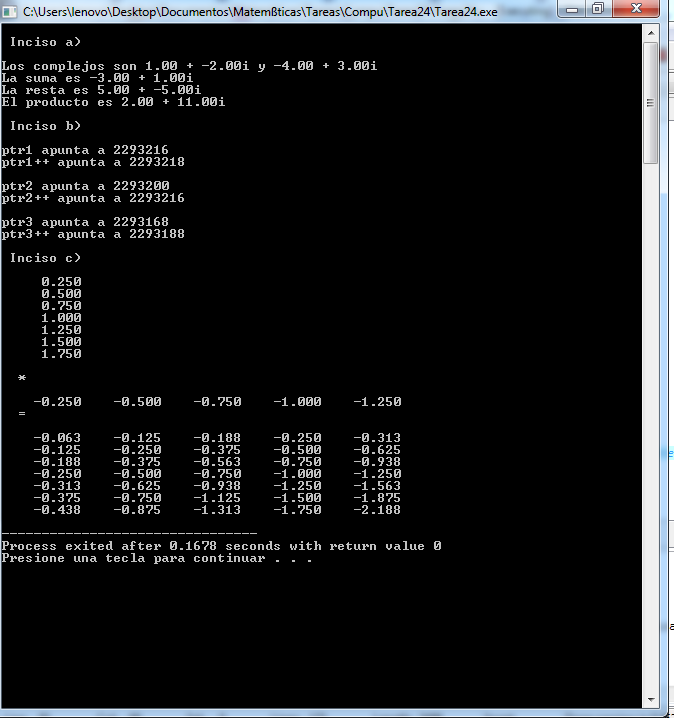 C:\Users\lenovo\Desktop\Documentos\Matemßticas\Tareas\Compu\Tarea24\Tarea24.exe
Inciso a)
Los complejos son 1.00 + -2.00i y -4.00 + 3.00i
La suma es -3.00 + 1.00i
La resta es 5.00 + -5.00i
El producto es 2.00 + 11.00i
Inciso b)
ptr1 apunta a 2293216
ptr1++ apunta a 2293218
ptr2 apunta a 2293200
ptr2++ apunta a 2293216
ptr3 apunta a 2293168
ptr3++ apunta a 2293188
Inciso c)
0.250
0.500
0.750
1.000
1.250
1.500
1.750
*
-0.250 -0.500 -0.750 -1.000 -1.250
=
-0.063 -0.125 -0.188 -0.250 -0.313
-0.125 -0.250 -0.375 -0.500 -0.625
-0.188 -0.375 -0.563 -0.750 -0.938
-0.250 -0.500 -0.750 -1.000 -1.250
-0.313 -0.625 -0.938 -1.250 -1.563
-0.375 -0.750 -1.125 -1.500 -1.875
-0.438 -0.875 -1.313 -1.750 -2.188
--------------------------------
Process exited after 0.1678 seconds with return value 0
Presione una tecla para continuar . . .